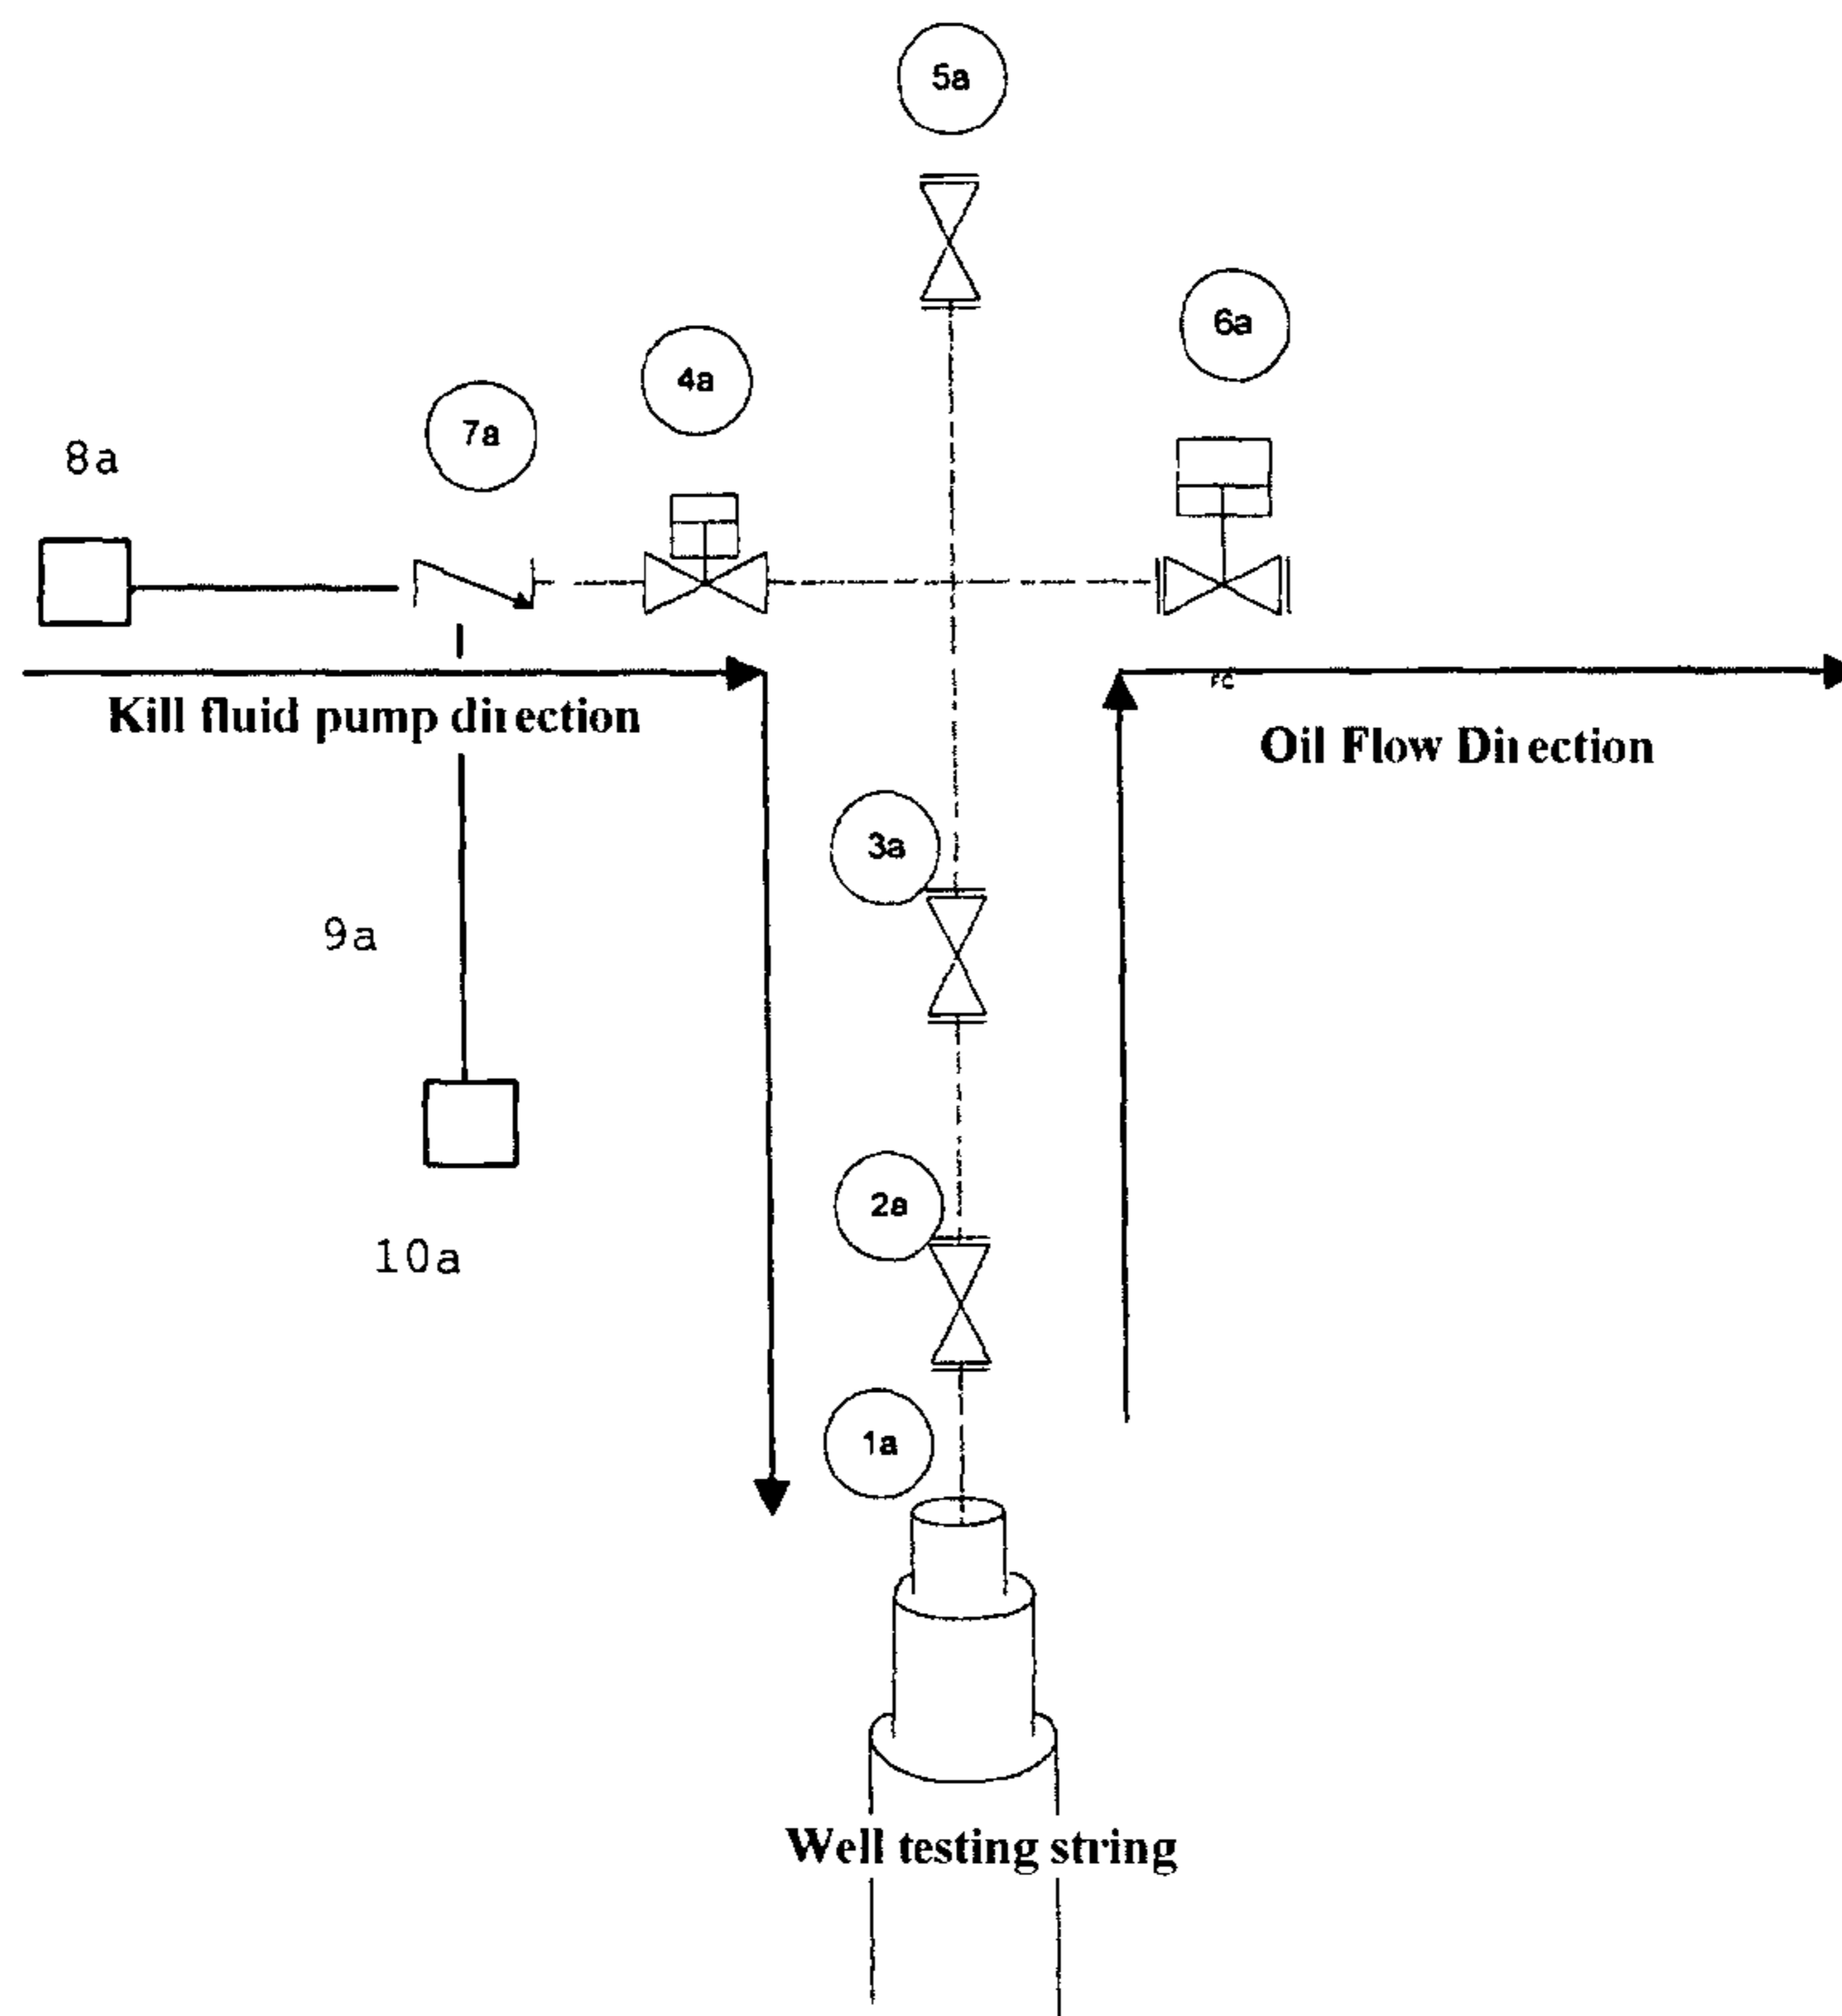 5a
6a
4a
7a
8a
Kill fluid pump direction
FC
Oil Flow Direction
3a
9a
2a
10a
1a
Well testing string